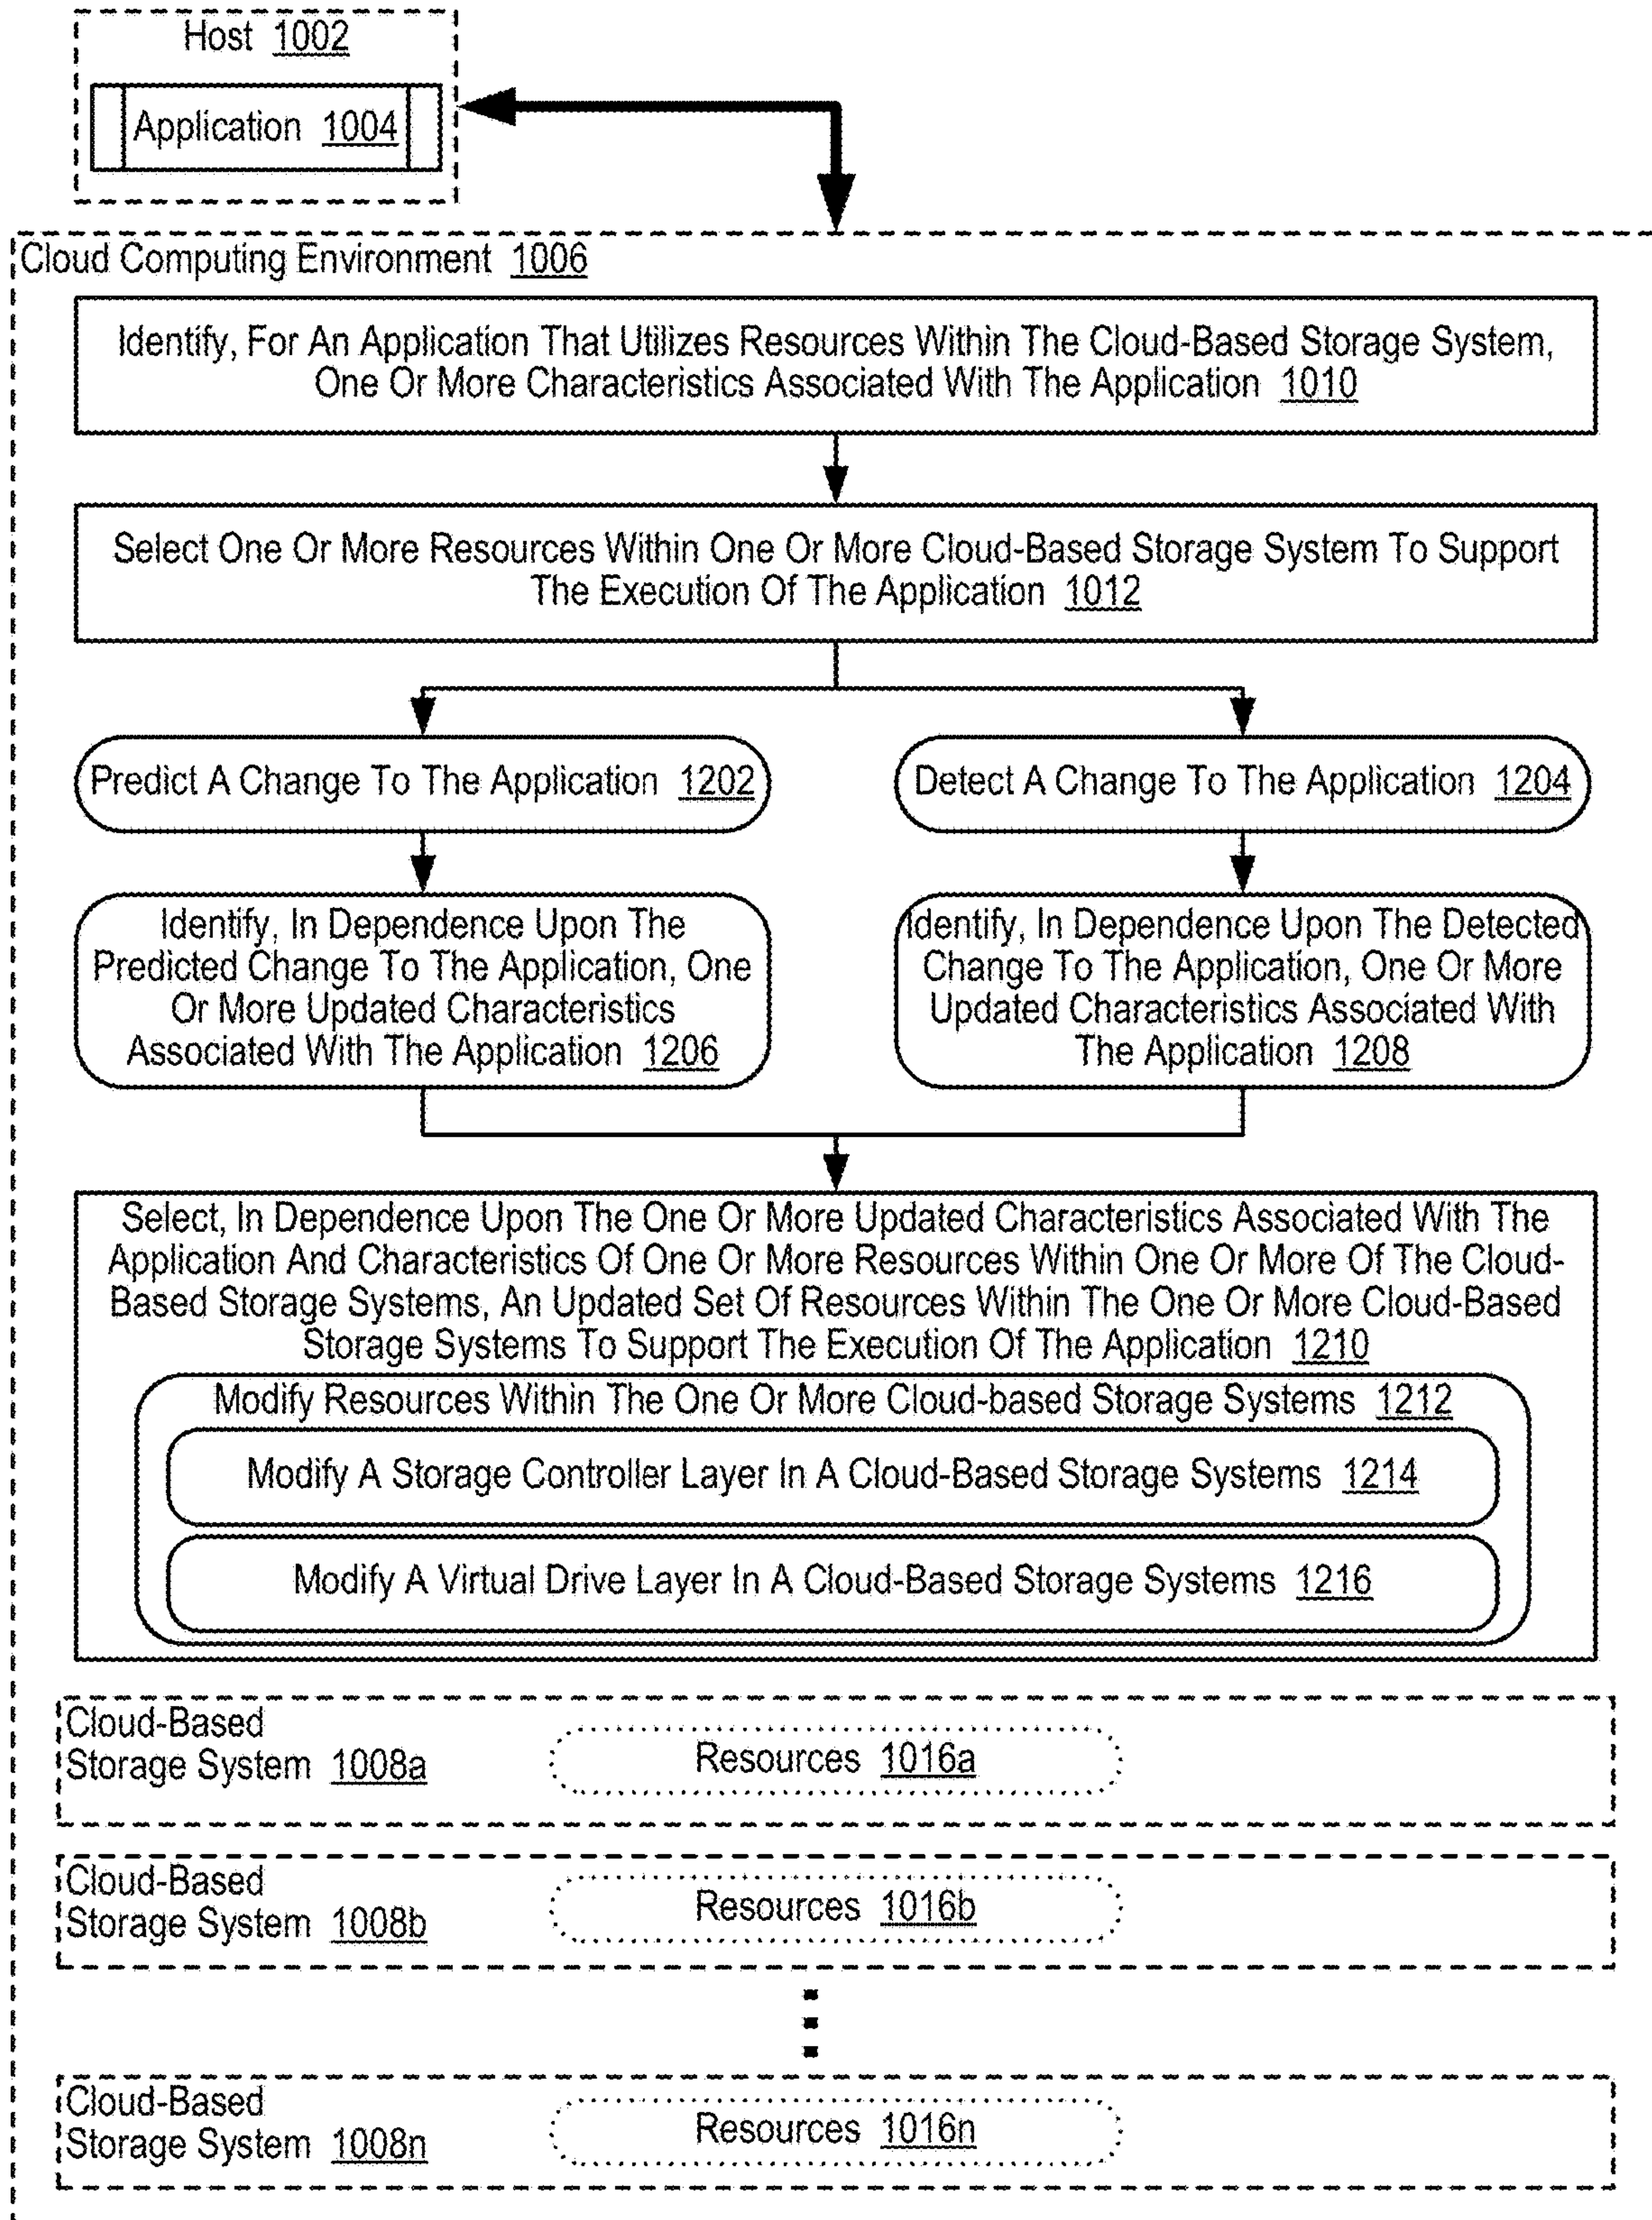 Host 1002
Application 1004
Cloud Computing Environment 1006
Identify, For An Application That Utilizes Resources Within The Cloud-Based Storage System,
One Or More Characteristics Associated With The Application 1010
Select One Or More Resources Within One Or More Cloud-Based Storage System To Support
The Execution Of The Application 1012
Predict A Change To The Application 1202
Detect A Change To The Application 1204
Identify, In Dependence Upon The
Predicted Change To The Application, One
Or More Updated Characteristics
Associated With The Application 1206
Identify, In Dependence Upon The Detected
Change To The Application, One Or More
Updated Characteristics Associated With
The Application 1208
Select, In Dependence Upon The One Or More Updated Characteristics Associated With The
Application And Characteristics Of One Or More Resources Within One Or More Of The Cloud-
Based Storage Systems, An Updated Set Of Resources Within The One Or More Cloud-Based
Storage Systems To Support The Execution Of The Application 1210
Modify Resources Within The One Or More Cloud-based Storage Systems 1212
Modify A Storage Controller Layer In A Cloud-Based Storage Systems 1214
Modify A Virtual Drive Layer In A Cloud-Based Storage Systems 1216
Cloud-Based
Storage System 1008a
Resources 1016a
Cloud-Based
Storage System 1008b
Resources 1016b
Cloud-Based
Storage System 1008n
Resources 1016n